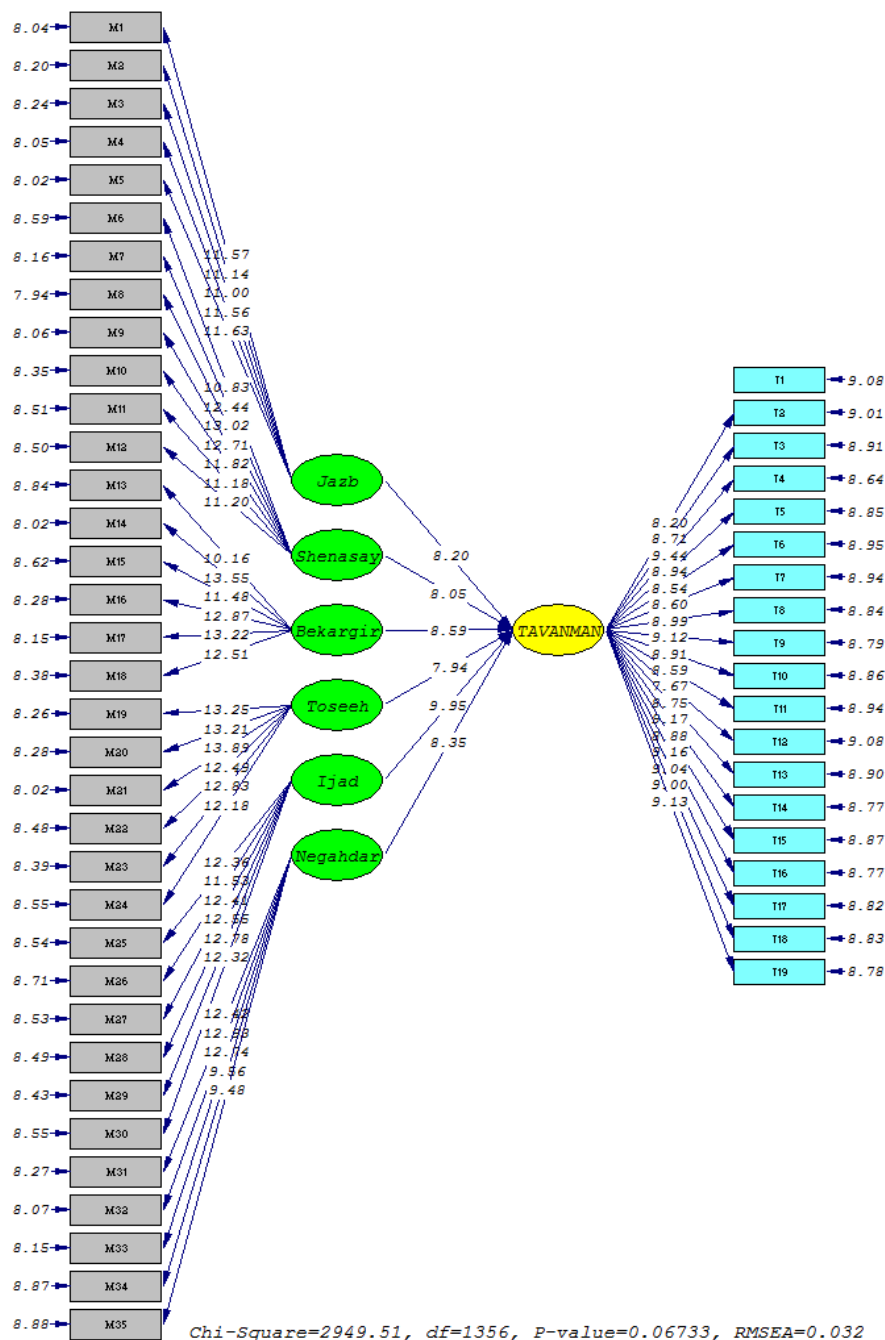 8.04 M1
8.20 M2
8.24 M3
8.05 M4
8.02 M5
8.59 M6
8.16 M7
7.94 M8
8.06 M9
8.35 M10
8.51 M11
8.50 M12
8.84 M13
8.02 M14
8.62 M15
8.28 M16
8.15 M17
8.38 M18
8.26 M19
8.28 M20
8.02 M21
8.48 M22
8.39 M23
8.55 M24
8.54 M25
8.71 M26
8.53 M27
8.49 M28
8.43 M29
8.55 M30
8.27 M31
8.07 M32
8.15 M33
8.87 M34
8.88 M35
11.57
11.14
11.00
11.56
11.63
10.83
12.44
13.02
12.71
11.82
11.18
11.20
10.16
13.55
11.48
12.87
13.22
12.51
13.25
13.21
13.89
12.49
12.83
12.18
12.36
11.53
12.41
12.55
12.78
12.32
12.42
12.74
9.56
9.48
Jazb
Shenasay
Bekargir
Toseeh
Ijad
Negahdar
8.20
8.05
8.59
7.94
9.95
8.35
TAVANMAN
8.20
8.71
9.44
8.94
8.54
8.60
8.99
9.12
8.91
8.59
7.67
8.75
9.17
8.88
9.16
9.04
9.00
9.13
T1 9.08
T2 9.01
T3 8.91
T4 8.64
T5 8.85
T6 8.95
T7 8.94
T8 8.84
T9 8.79
T10 8.86
T11 8.94
T12 9.08
T13 8.90
T14 8.77
T15 8.87
T16 8.77
T17 8.82
T18 8.83
T19 8.78
Chi-Square=2949.51, df=1356, P-value=0.06733, RMSEA=0.032